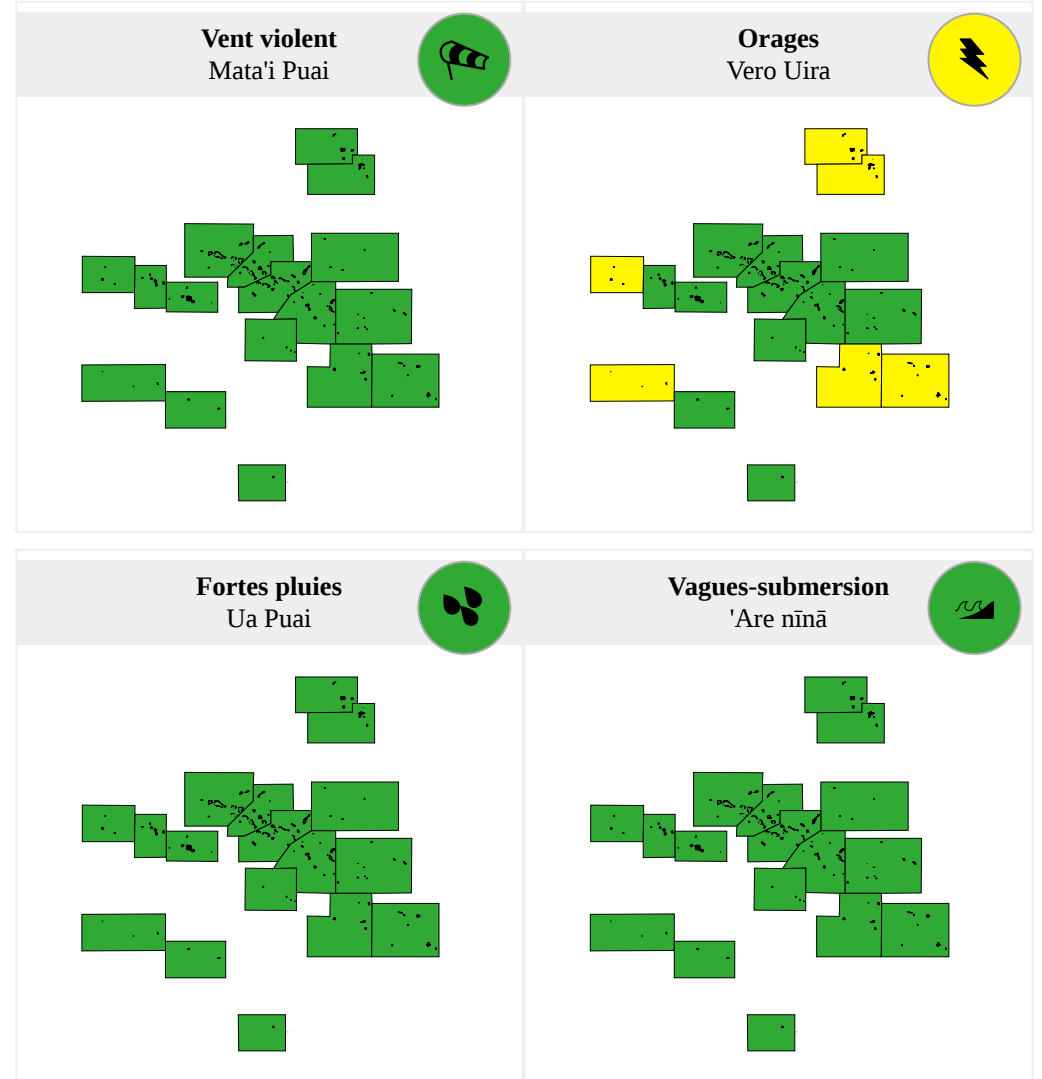 Vent violent
Mata'i Puai
Orages
Vero Uira
Fortes pluies
Ua Puai
Vagues-submersion
'Are nīnā